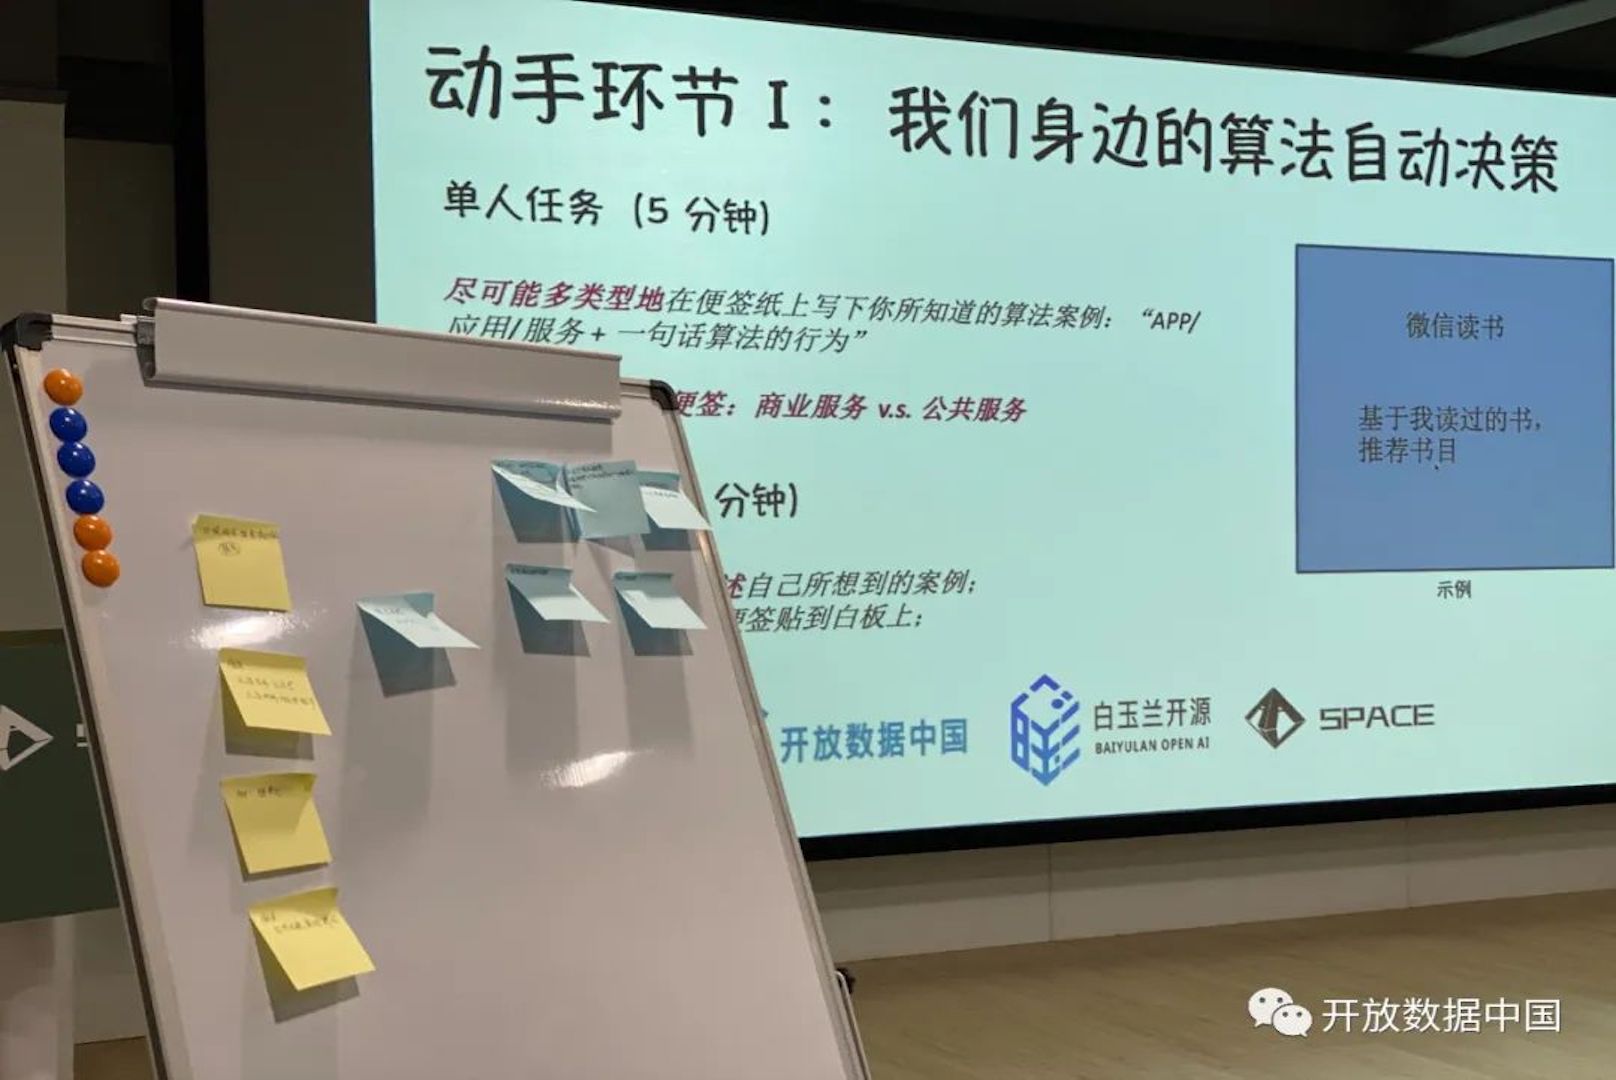 动手环节 I： 我们身边的算法自动决策
单人任务 (5 分钟)
尽可能多类型地在便签纸上写下你所知道的算法案例：“APP/
应用/服务 + 一句话算法的行为”
便签：商业服务 v.s. 公共服务
分钟)
述自己所想到的案例；
便签贴到白板上；
微信读书
基于我读过的书，
推荐书目
示例
开放数据中国
白玉兰开源
BAIYULAN OPEN AI
SPACE
开放数据中国